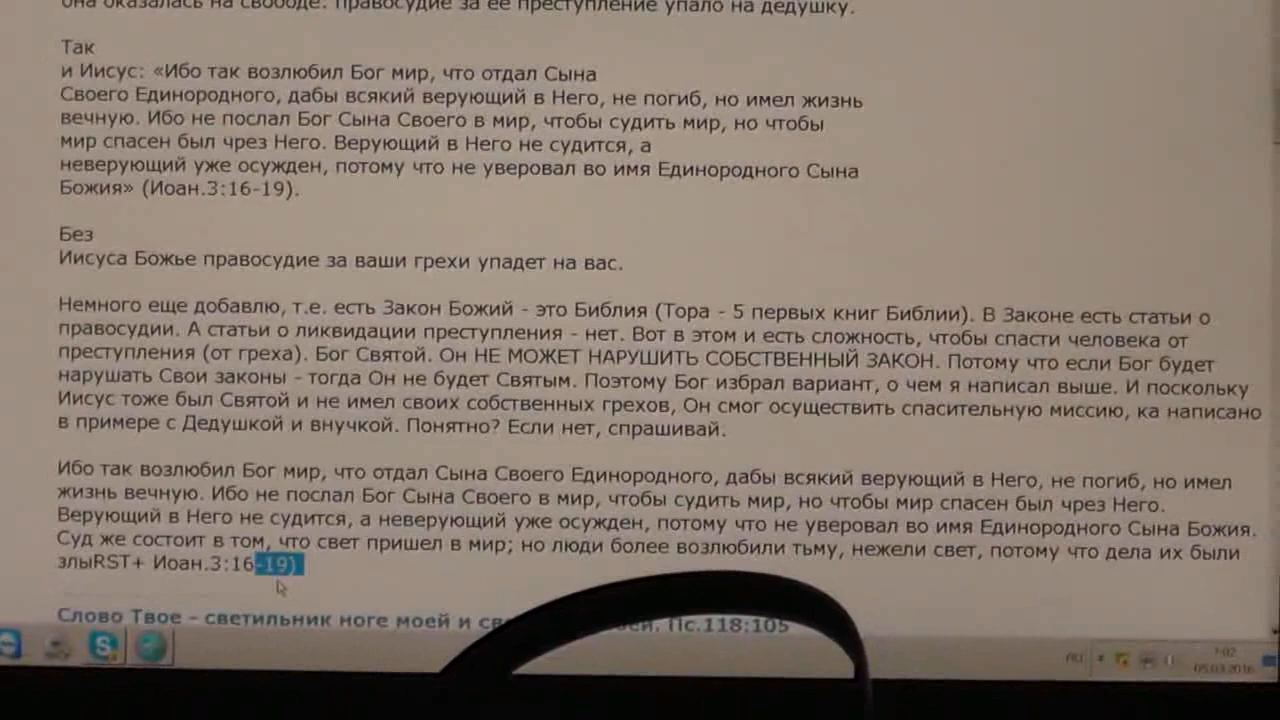 она оказалась на свободе. Правосудие за ее преступление упало на дедушку.
Так
и Иисус: «Ибо так возлюбил Бог мир, что отдал Сына
Своего Единородного, дабы всякий верующий в Него, не погиб, но имел жизнь
вечную. Ибо не послал Бог Сына Своего в мир, чтобы судить мир, но чтобы
мир спасен был чрез Него. Верующий в Него не судится, а
неверующий уже осужден, потому что не уверовал во имя Единородного Сына
Божия» (Иоан.3:16-19).
Без
Иисуса Божье правосудие за ваши грехи упадет на вас.
Немного еще добавлю, т.е. есть Закон Божий - это Библия (Тора - 5 первых книг Библии). В Законе есть статьи о
правосудии. А статьи о ликвидации преступления - нет. Вот в этом и есть сложность, чтобы спасти человека от
преступления (от греха). Бог Святой. Он НЕ МОЖЕТ НАРУШИТЬ СОБСТВЕННЫЙ ЗАКОН. Потому что если Бог будет
нарушать Свои законы - тогда Он не будет Святым. Поэтому Бог избрал вариант, о чем я написал выше. И поскольку
Иисус тоже был Святой и не имел своих собственных грехов, Он смог осуществить спасительную миссию, ка написано
в примере с Дедушкой и внучкой. Понятно? Если нет, спрашивай.
Ибо так возлюбил Бог мир, что отдал Сына Своего Единородного, дабы всякий верующий в Него, не погиб, но имел
жизнь вечную. Ибо не послал Бог Сына Своего в мир, чтобы судить мир, но чтобы мир спасен был чрез Него.
Верующий в Него не судится, а неверующий уже осужден, потому что не уверовал во имя Единородного Сына Божия.
Суд же состоит в том, что свет пришел в мир; но люди более возлюбили тьму, нежели свет, потому что дела их были
злыRST+ Иоан.3:16-19)
Слово Твое - светильник ноге моей и Пс.118:105
RU
1:02
05.03.2016